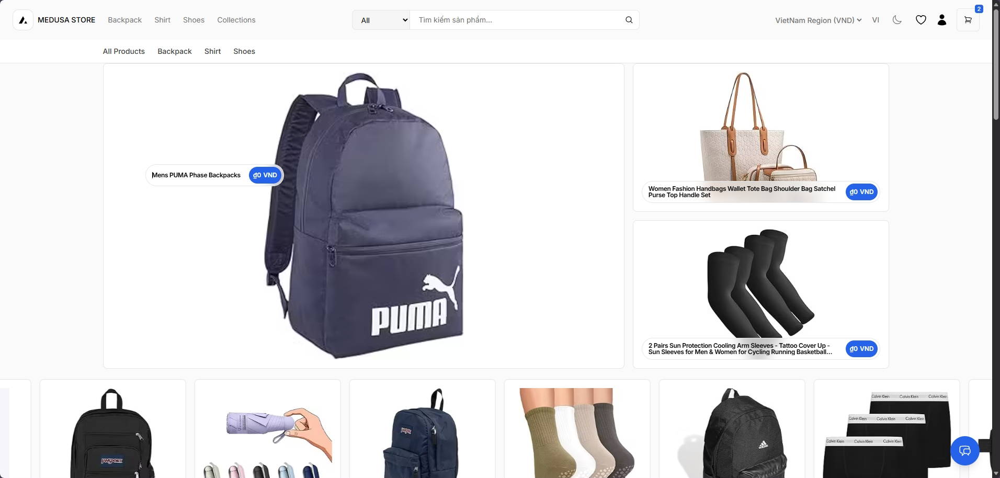 MEDUSA STORE
Backpack
Shirt
Shoes
Collections
All
Tìm kiếm sản phẩm...
VietNam Region (VND)
VI
2
All Products
Backpack
Shirt
Shoes
Mens PUMA Phase Backpacks
₫0 VND
PUMA
Women Fashion Handbags Wallet Tote Bag Shoulder Bag Satchel
Purse Top Handle Set
₫0 VND
2 Pairs Sun Protection Cooling Arm Sleeves - Tattoo Cover Up -
Sun Sleeves for Men & Women for Cycling Running Basketball...
₫0 VND
JANSPORT
JANSPORT
adidas
Calvin Klein Calvin Klein Calvin Klein
Calvin Klein Calvin Klein Calvin Klein
Calvin Klein Calvin Klein Calvin Klein